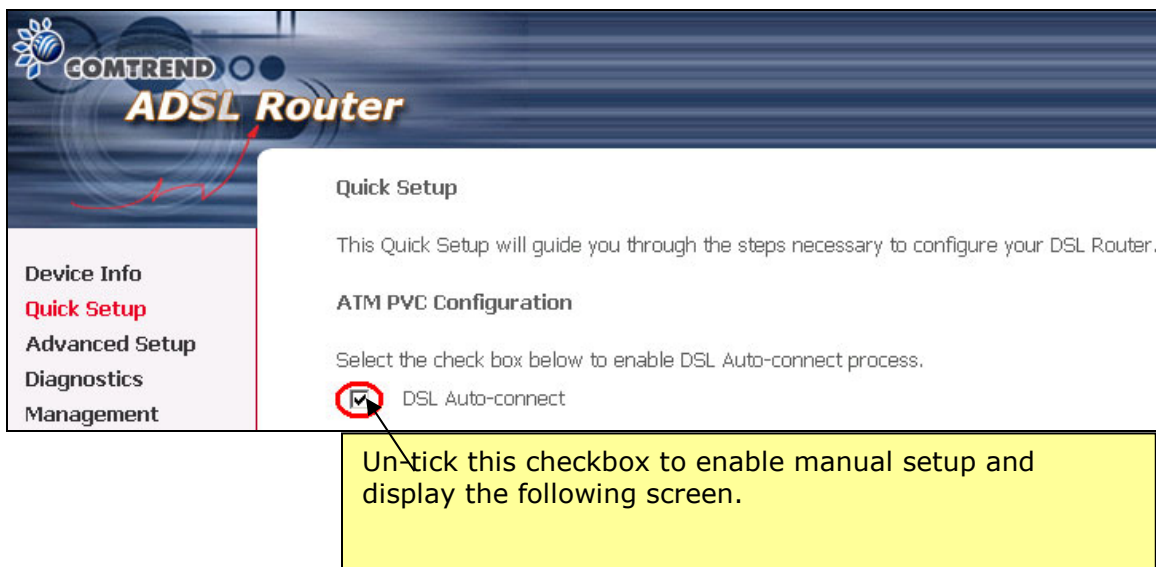 COMTREND
ADSL Router
Device Info
Quick Setup
Advanced Setup
Diagnostics
Management
Quick Setup
This Quick Setup will guide you through the steps necessary to configure your DSL Router.
ATM PVC Configuration
Select the check box below to enable DSL Auto-connect process.
DSL Auto-connect
Un-tick this checkbox to enable manual setup and
display the following screen.